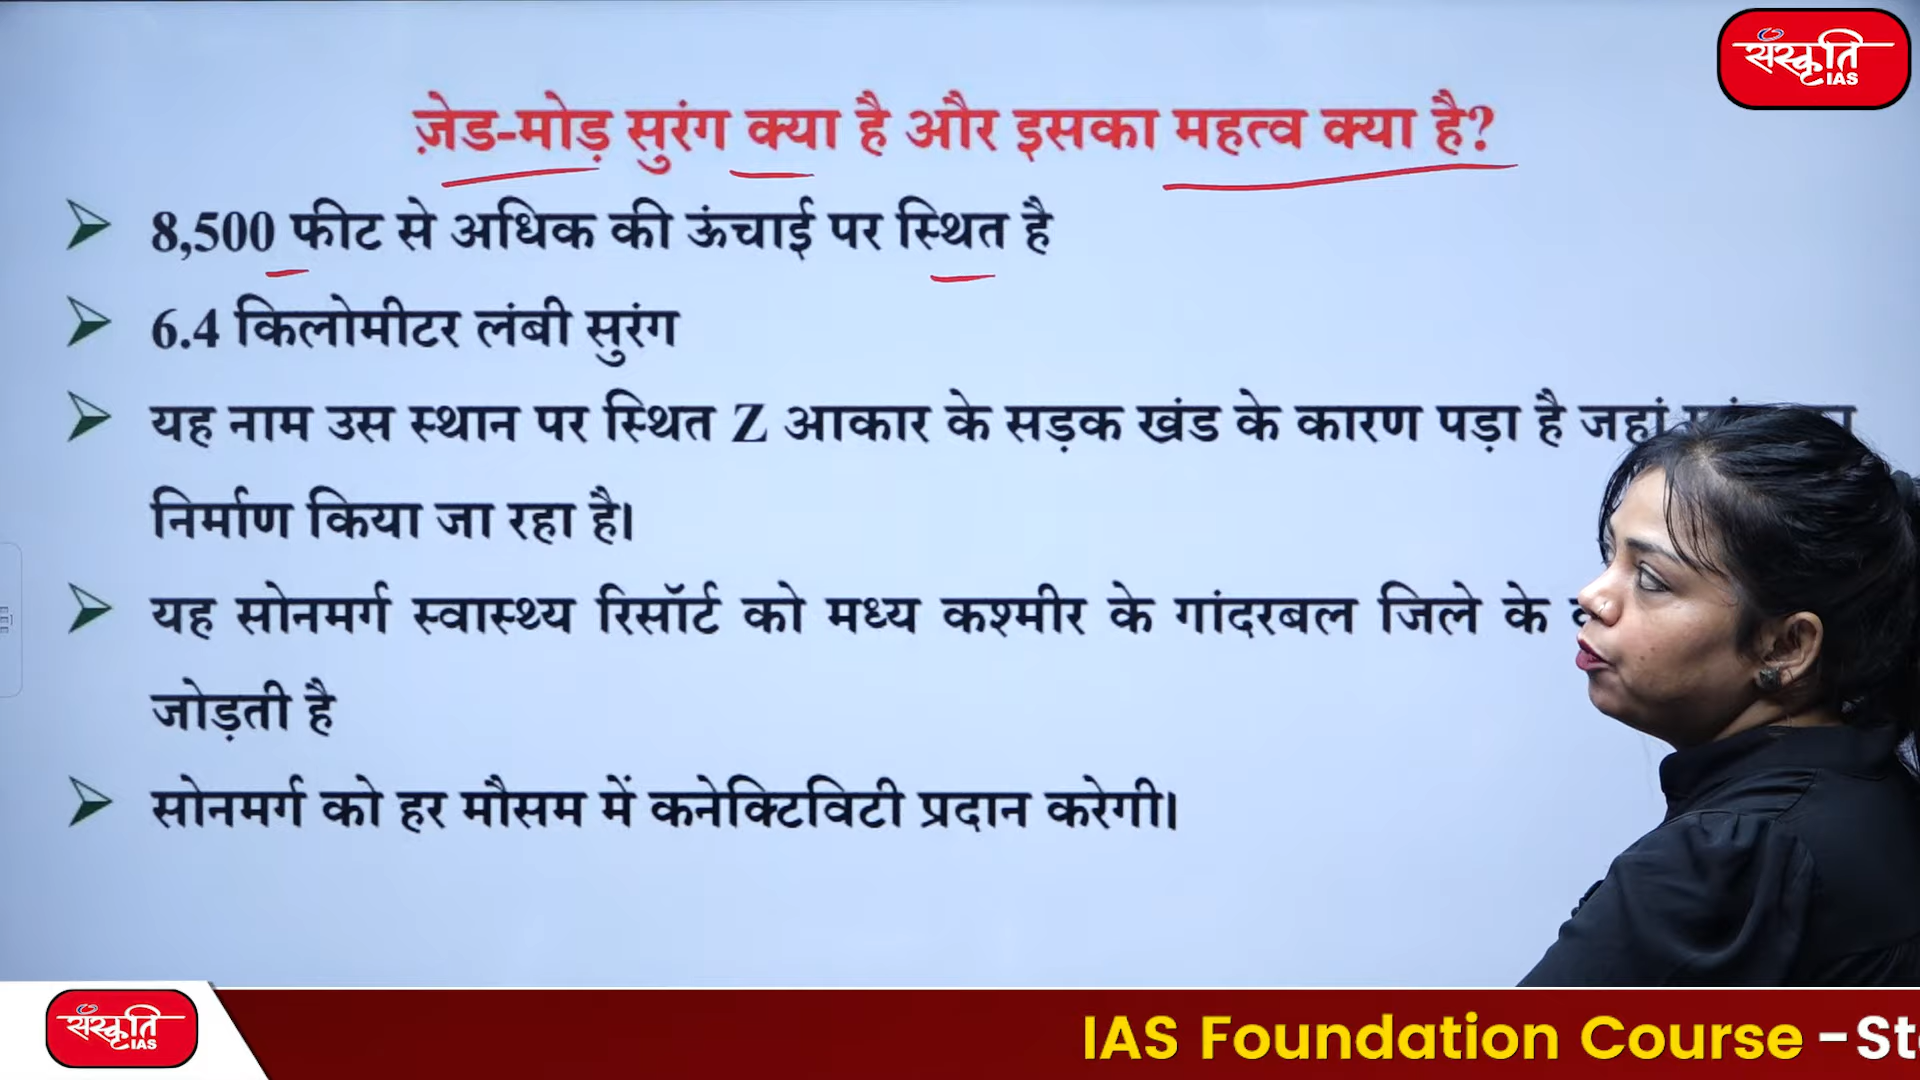 संस्कृति
IAS
ज़ेड-मोड़ सुरंग क्या है और इसका महत्व क्या है?
8,500 फीट से अधिक की ऊंचाई पर स्थित है
6.4 किलोमीटर लंबी सुरंग
यह नाम उस स्थान पर स्थित Z आकार के सड़क खंड के कारण पड़ा है जहां
निर्माण किया जा रहा है।
यह सोनमर्ग स्वास्थ्य रिसॉर्ट को मध्य कश्मीर के गांदरबल जिले के
जोड़ती है
सोनमर्ग को हर मौसम में कनेक्टिविटी प्रदान करेगी।
संस्कृति
IAS
IAS Foundation Course - St